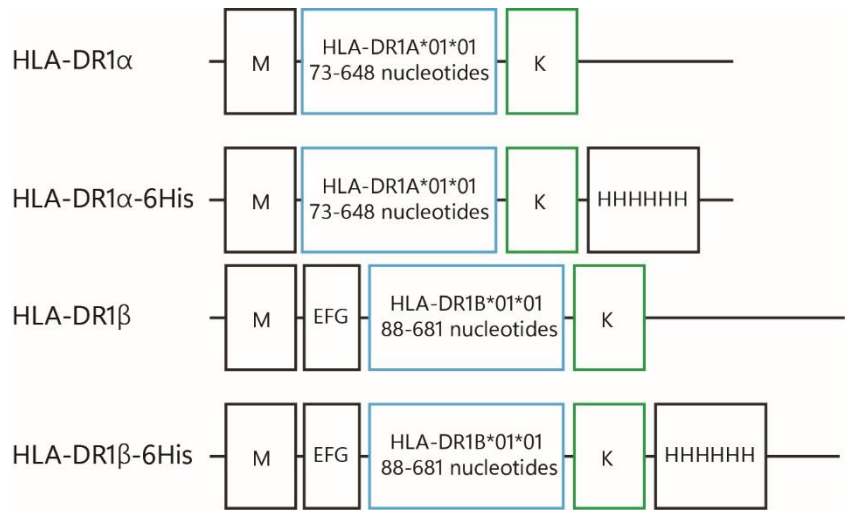 HLA-DR1α
M
HLA-DR1A*01*01
73-648 nucleotides
K
HLA-DR1α-6His
M
HLA-DR1A*01*01
73-648 nucleotides
K
HHHHHH
HLA-DR1β
M
EFG
HLA-DR1B*01*01
88-681 nucleotides
K
HLA-DR1β-6His
M
EFG
HLA-DR1B*01*01
88-681 nucleotides
K
HHHHHH